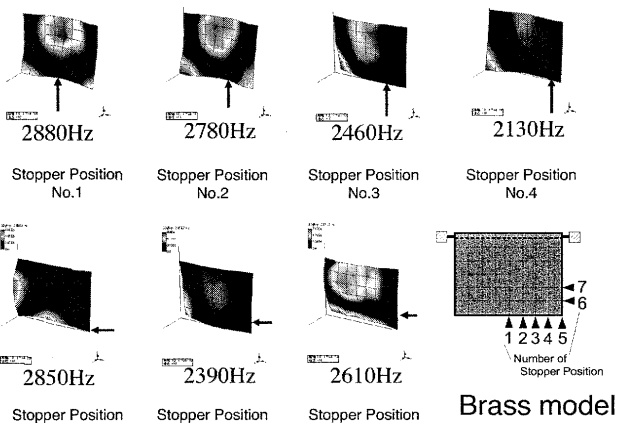 2880Hz
2780Hz
2460Hz
2130Hz
Stopper Position
No.1
Stopper Position
No.2
Stopper Position
No.3
Stopper Position
No.4
7
6
1 2 3 4 5
Number of
Stopper Position
2850Hz
2390Hz
2610Hz
Stopper Position
Stopper Position
Stopper Position
Brass model